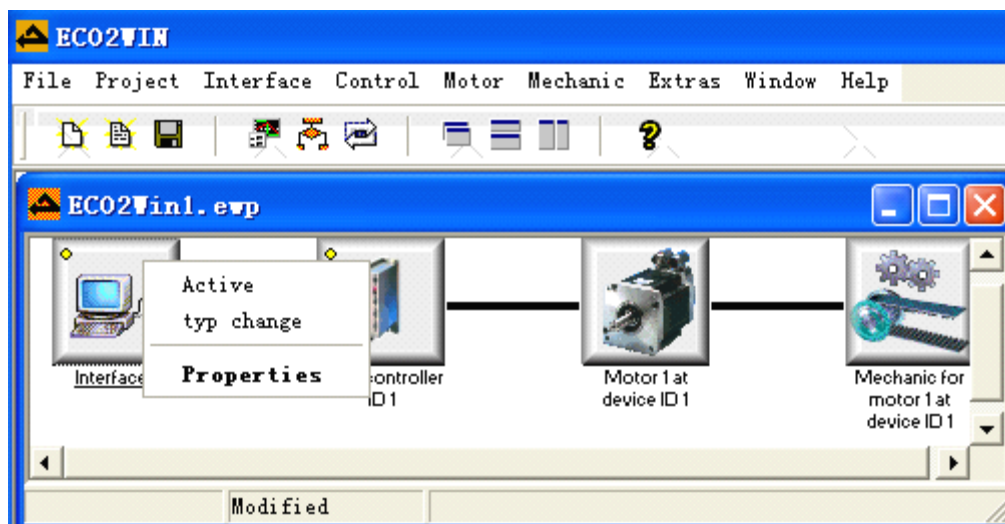 ECO2WIN
File Project Interface Control Motor Mechanic Extras Window Help
ECO2Win1.ewp
Active
typ change
Properties
Interface
controller
ID 1
Motor 1 at
device ID 1
Mechanic for
motor 1 at
device ID 1
Modified